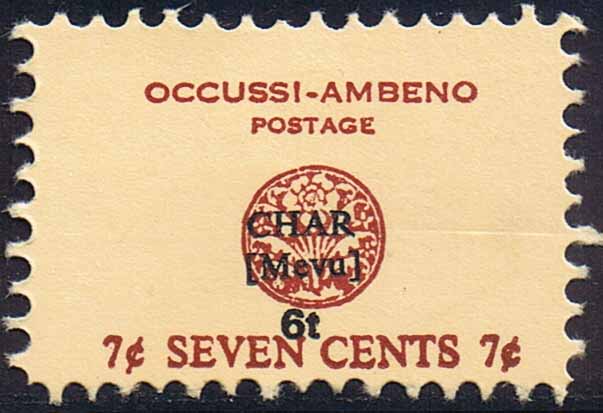 OCCUSSI-AMBENO
POSTAGE
CHAR
[Mevu]
6t
7¢ SEVEN CENTS 7¢